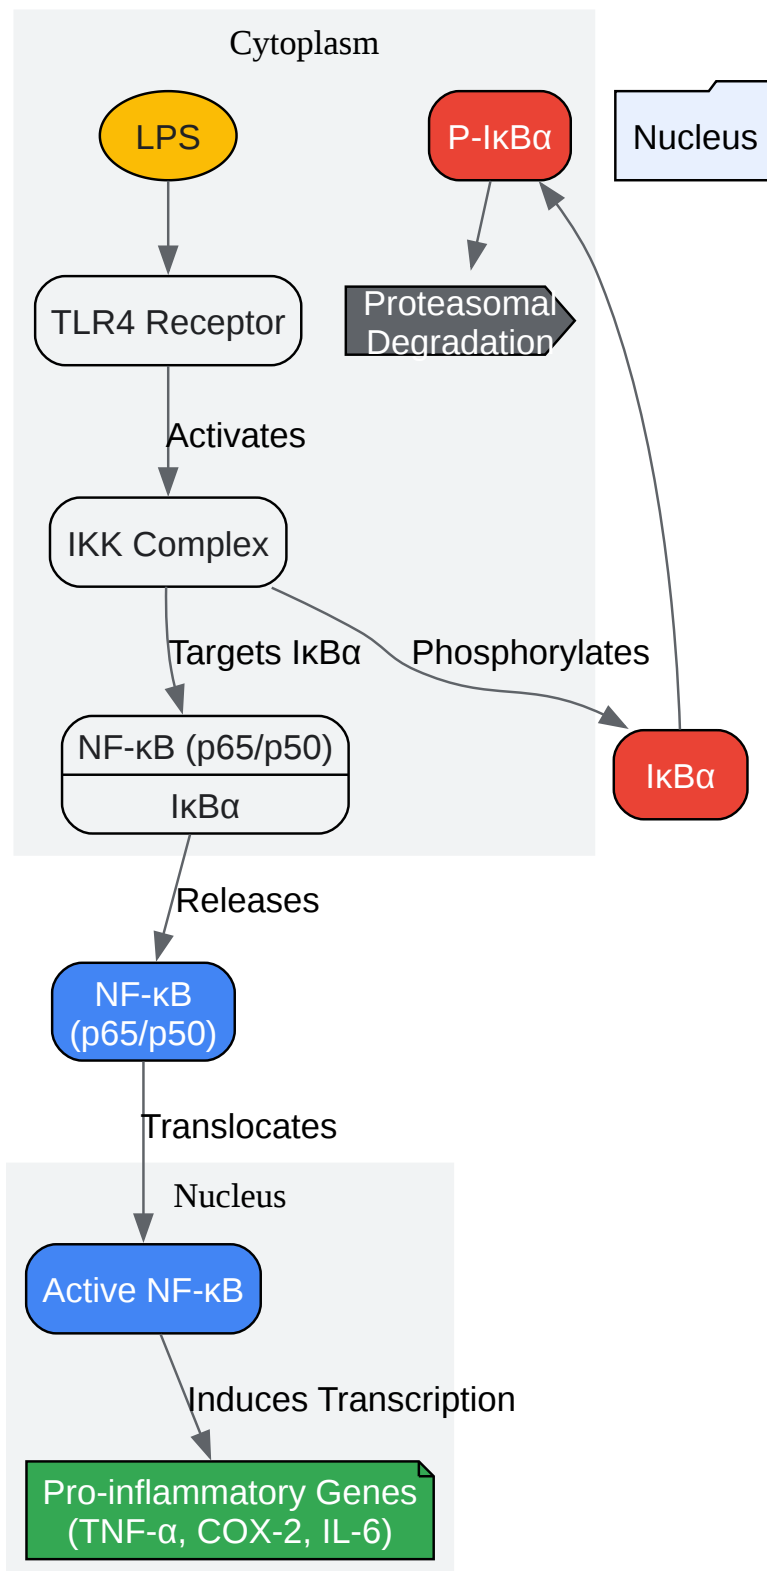 Cytoplasm
LPS
P-IκBα
Nucleus
TLR4 Receptor
Proteasomal
Degradation
Activates
IKK Complex
Targets IκBα
Phosphorylates
NF-κB (p65/p50)
IκBα
IκBα
Releases
NF-κB
(p65/p50)
Translocates
Nucleus
Active NF-κB
Induces Transcription
Pro-inflammatory Genes
(TNF-α, COX-2, IL-6)